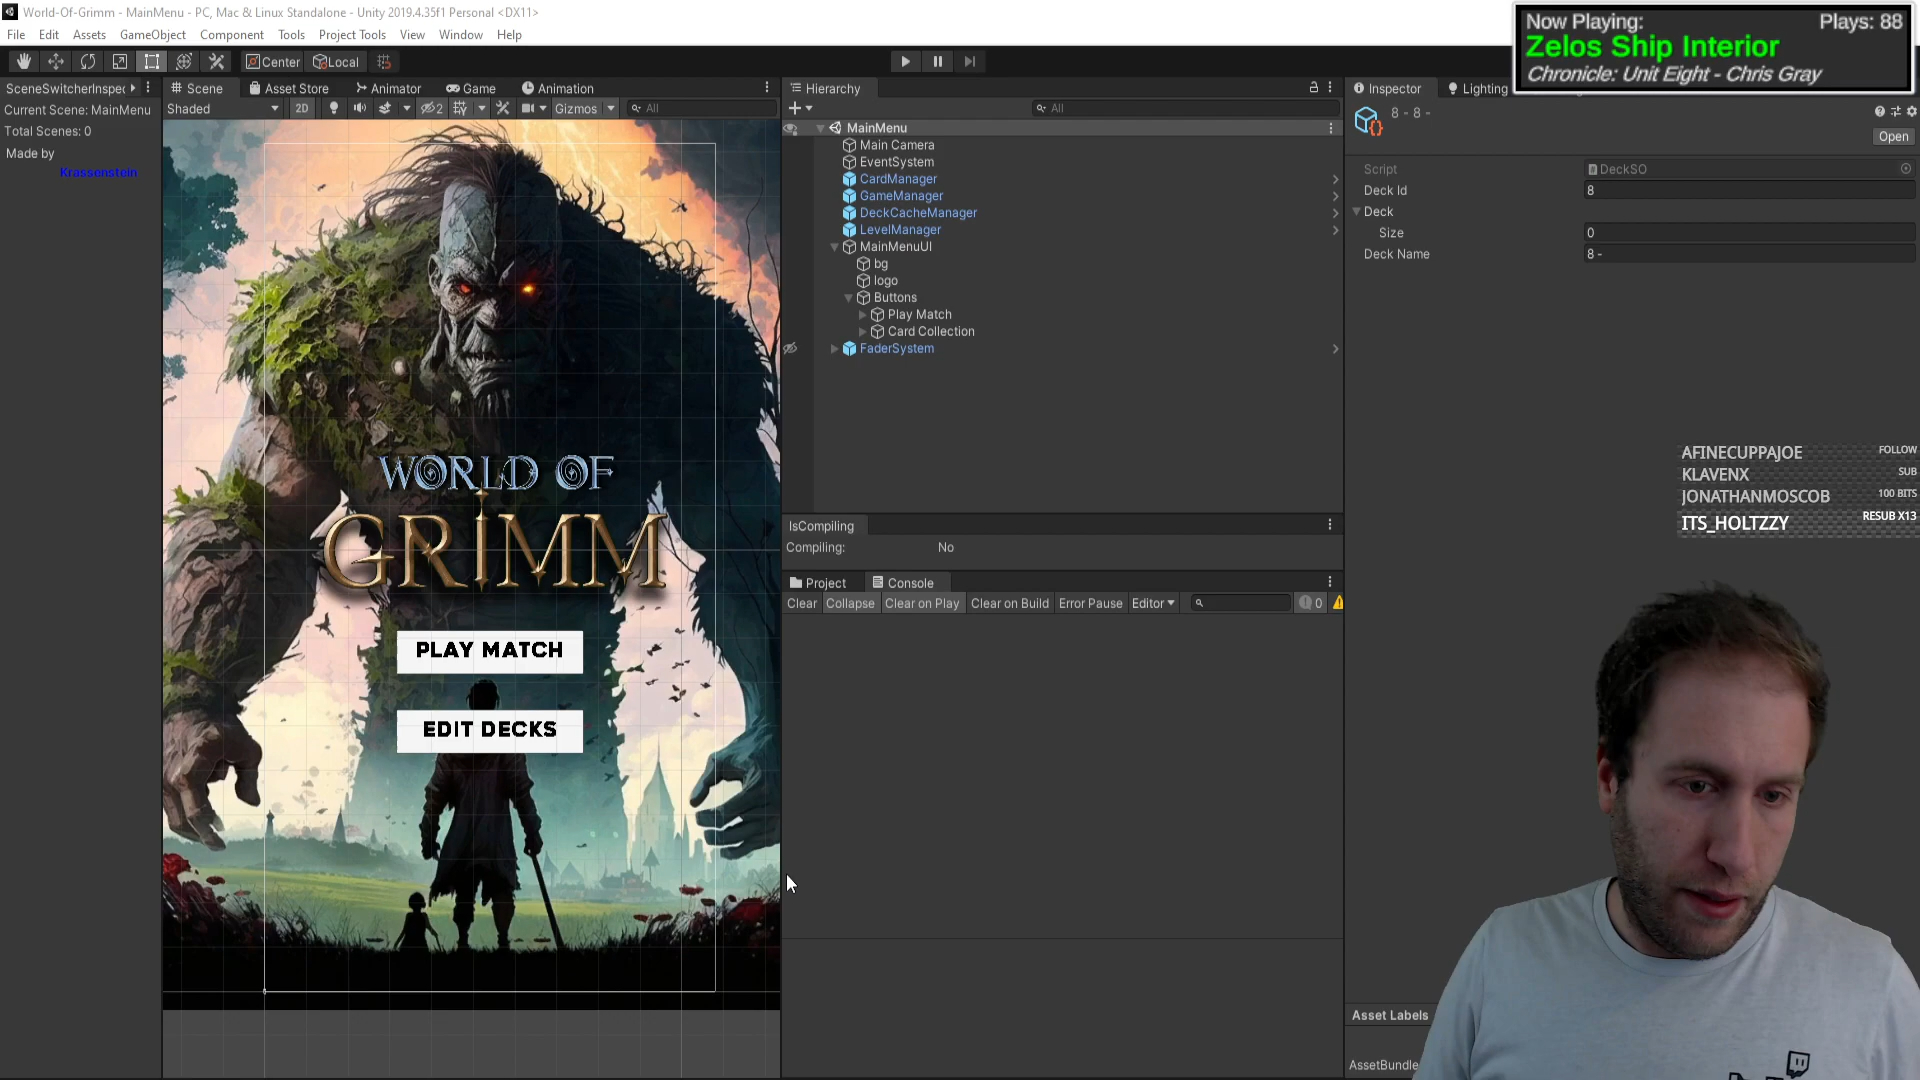 World-Of-Grimm - MainMenu - PC, Mac & Linux Standalone - Unity 2019.4.35f1 Personal <DX11>
File Edit Assets GameObject Component Tools Project Tools View Window Help
Center Local
Now Playing: Plays: 88
Zelos Ship Interior
Chronicle: Unit Eight - Chris Gray
SceneSwitcherInspec
Current Scene: MainMenu
Total Scenes: 0
Made by
Krassenstein
Scene Asset Store Animator Game Animation
Shaded 2D 2 Gizmos All
WORLD OF
GRIMM
PLAY MATCH
EDIT DECKS
Hierarchy
All
MainMenu
Main Camera
EventSystem
CardManager
GameManager
DeckCacheManager
LevelManager
MainMenuUI
bg
logo
Buttons
Play Match
Card Collection
FaderSystem
IsCompiling
Compiling: No
Project Console
Clear Collapse Clear on Play Clear on Build Error Pause Editor 0
Inspector Lighting
8 - 8 -
Open
Script DeckSO
Deck Id 8
Deck
Size 0
Deck Name 8 -
AFINECUPPAJOE FOLLOW
KLAVENX SUB
JONATHANMOSCOB 100 BITS
ITS_HOLTZZY RESUB X13
Asset Labels
AssetBundle